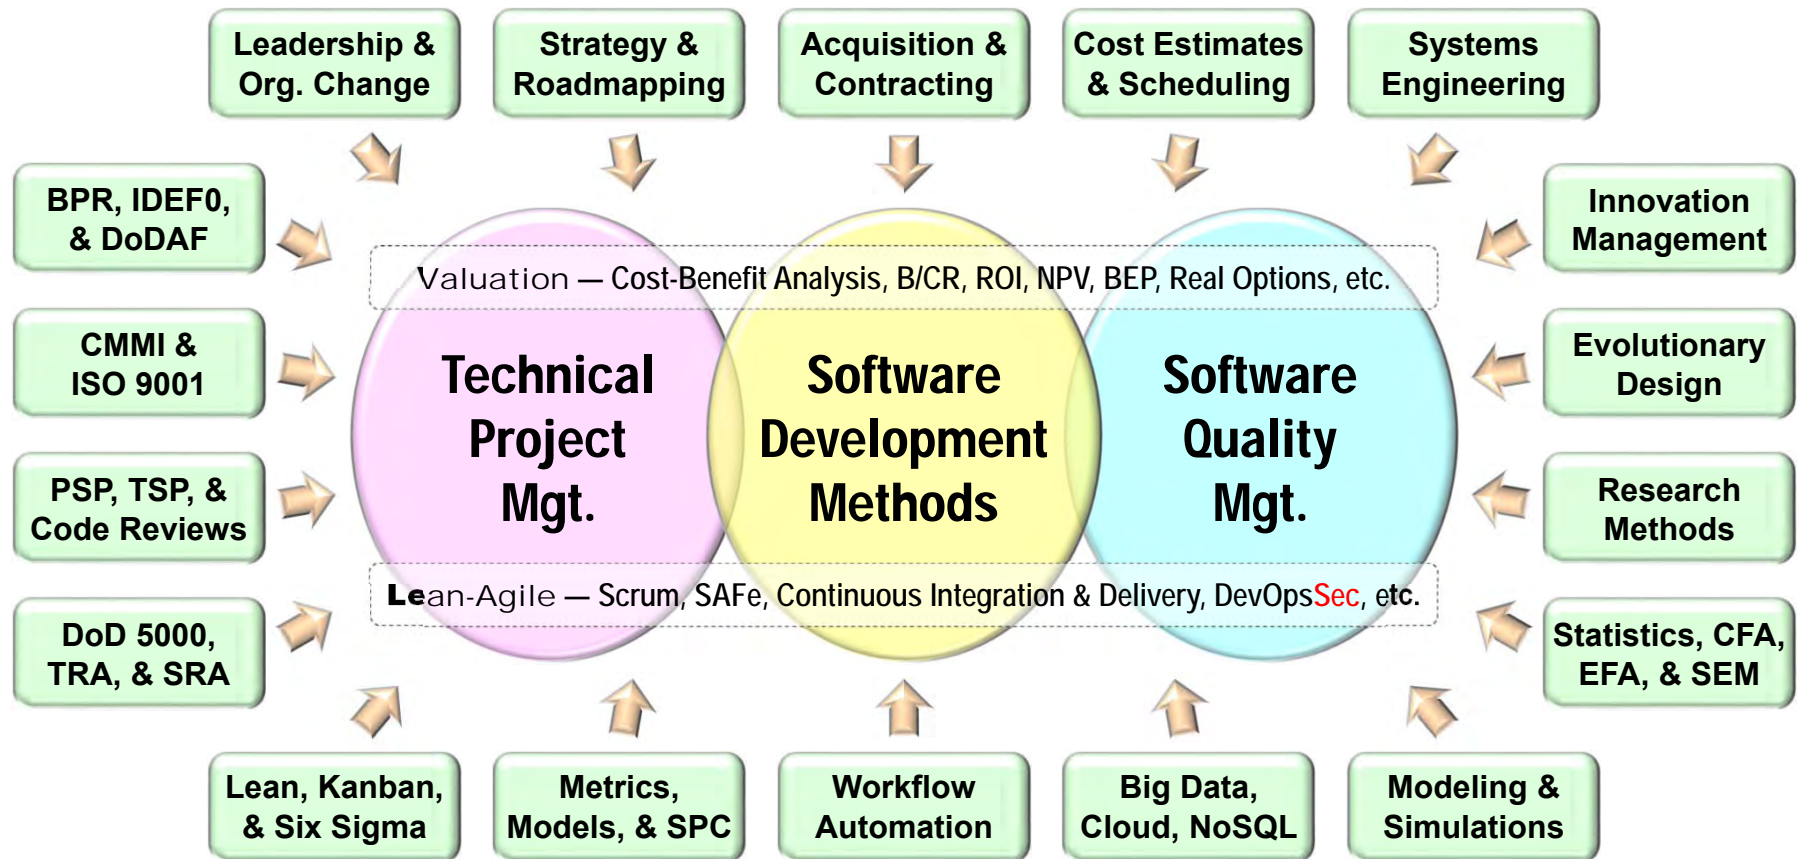 Leadership &
Org. Change
Strategy &
Roadmapping
Acquisition &
Contracting
Cost Estimates
& Scheduling
Systems
Engineering
BPR, IDEF0,
& DoDAF
Innovation
Management
Valuation — Cost-Benefit Analysis, B/CR, ROI, NPV, BEP, Real Options, etc.
CMMI &
ISO 9001
Technical
Project
Mgt.
Software
Development
Methods
Software
Quality
Mgt.
Evolutionary
Design
PSP, TSP, &
Code Reviews
Research
Methods
Lean-Agile — Scrum, SAFe, Continuous Integration & Delivery, DevOpsSec, etc.
DoD 5000,
TRA, & SRA
Statistics, CFA,
EFA, & SEM
Lean, Kanban,
& Six Sigma
Metrics,
Models, & SPC
Workflow
Automation
Big Data,
Cloud, NoSQL
Modeling &
Simulations